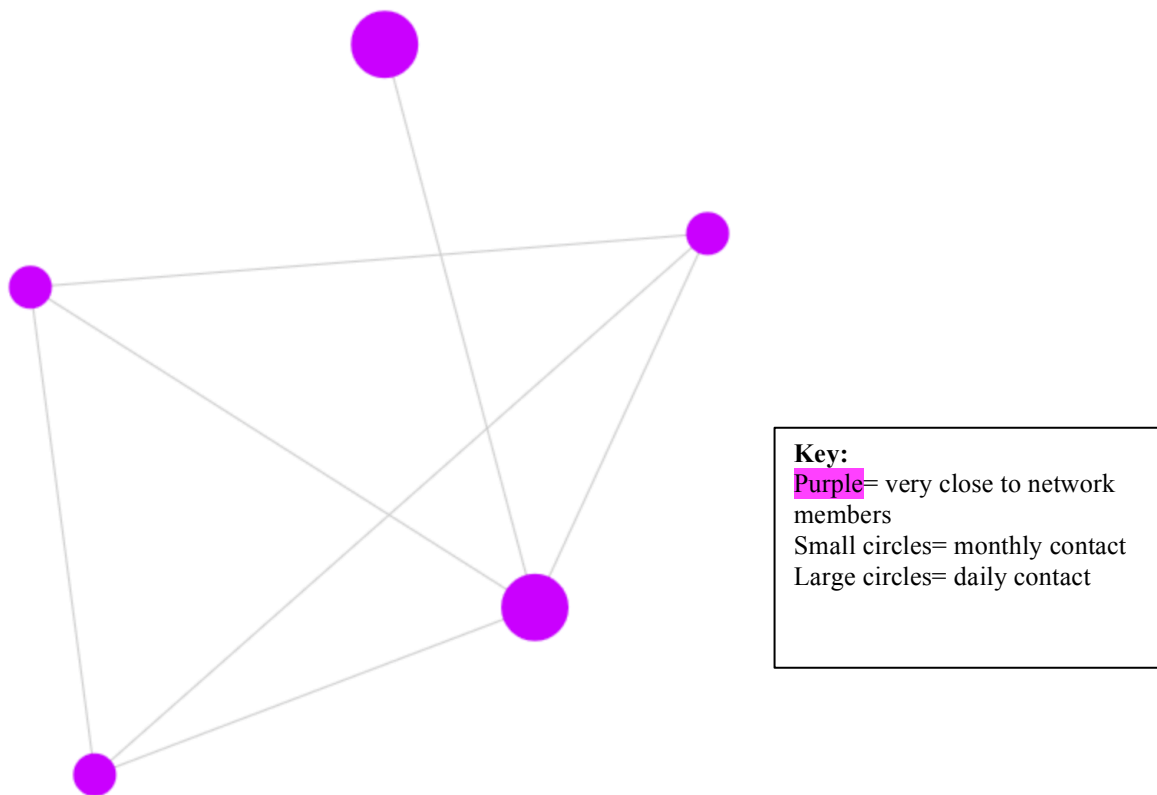 Key:
Purple= very close to network
members
Small circles= monthly contact
Large circles= daily contact